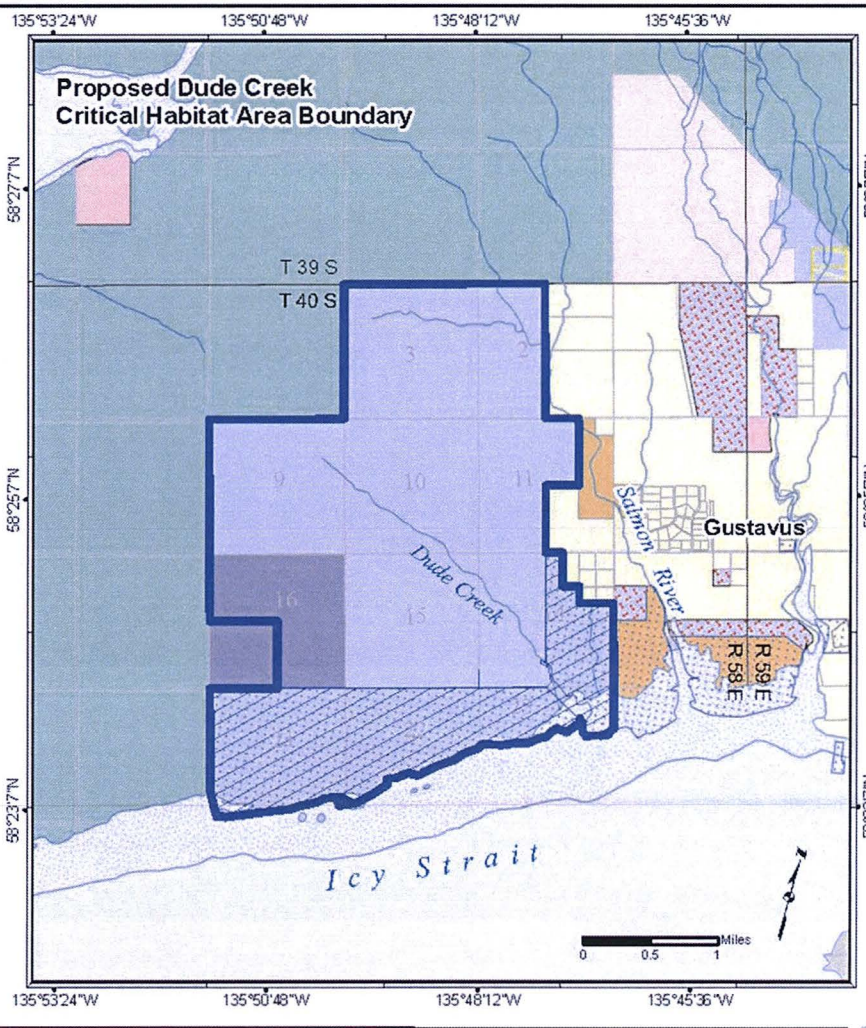 135°53'24"W 135°50'48"W 135°48'12"W 135°45'36"W
Proposed Dude Creek
Critical Habitat Area Boundary
58°27'7"N
T 39 S
T 40 S
3 2
9 10 11
58°25'7"N
Salmon River
Gustavus
Dude Creek
16 15
R 59 E
R 58 E
58°23'7"N
Icy Strait
Miles
0 0.5 1
135°53'24"W 135°50'48"W 135°48'12"W 135°45'36"W